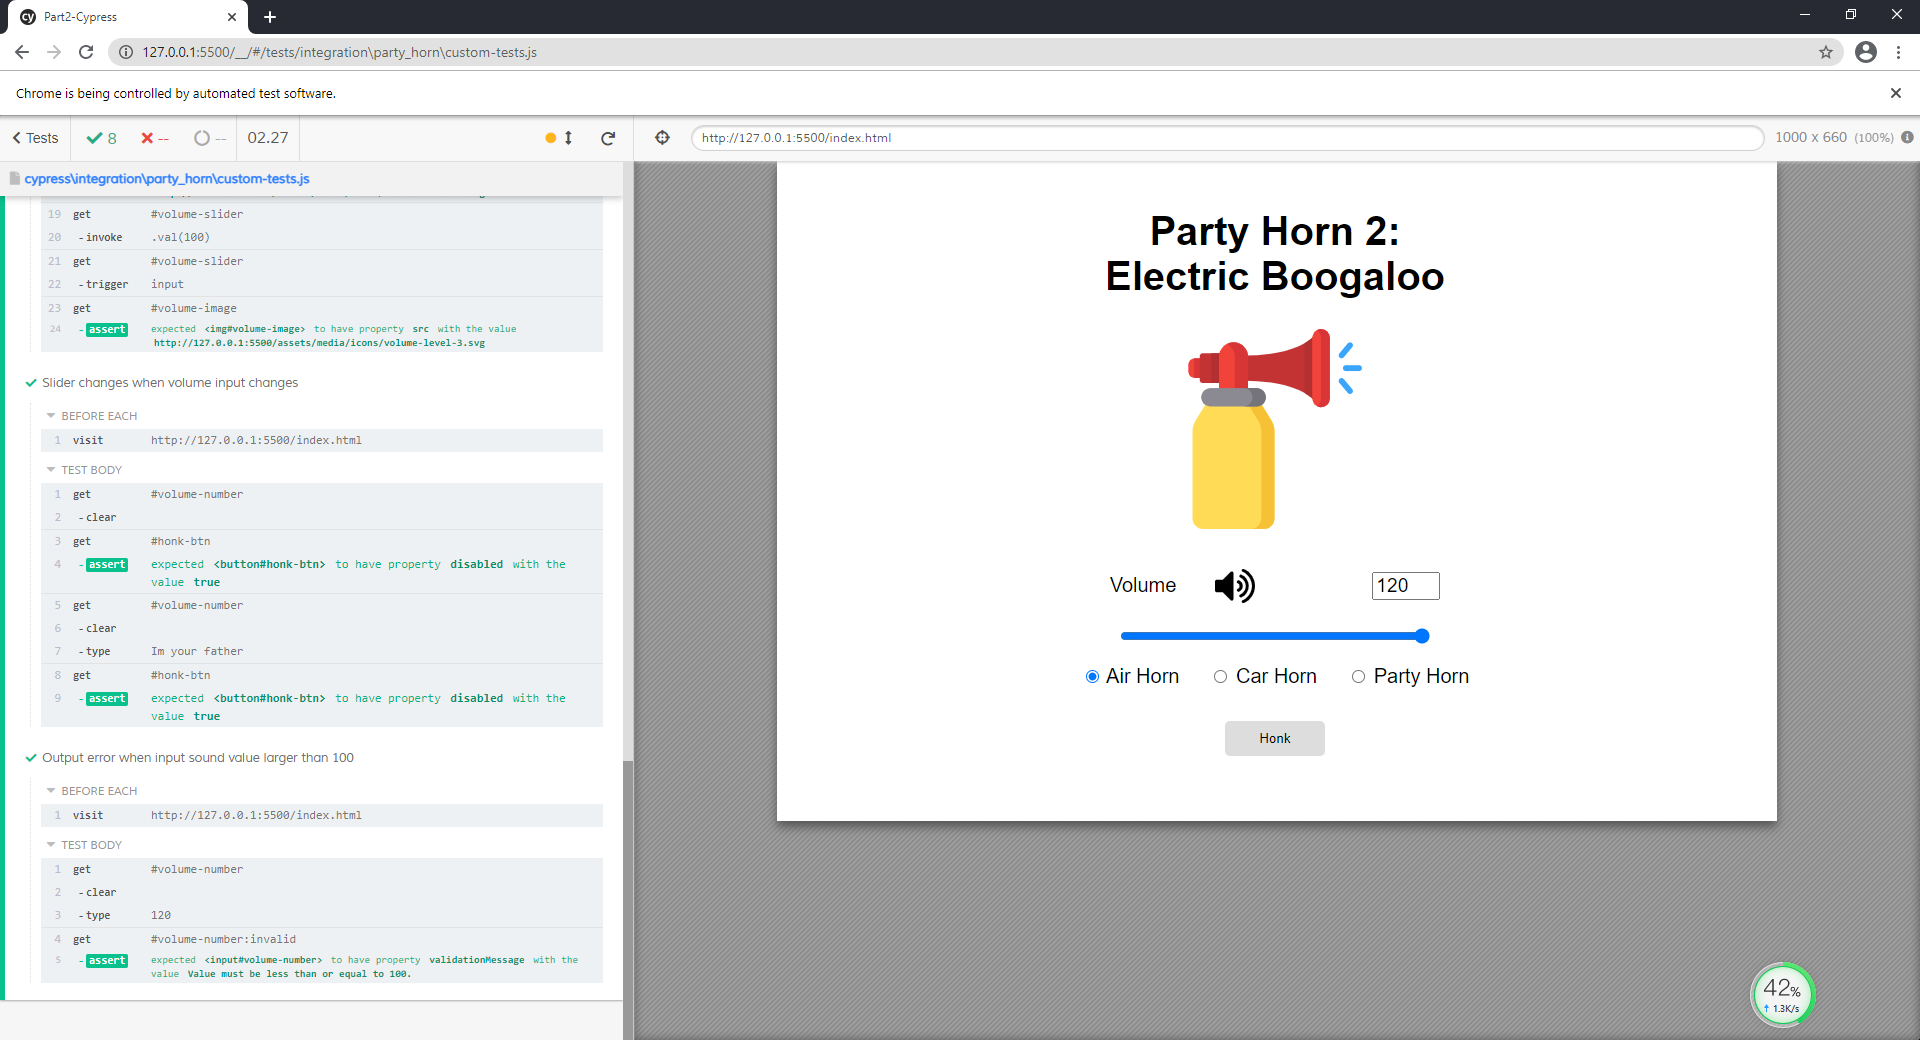 Part2-Cypress
127.0.0.1:5500/__/#/tests/integration\party_horn\custom-tests.js
Chrome is being controlled by automated test software.
Tests
8
--
--
02.27
http://127.0.0.1:5500/index.html
1000 x 660 (100%)
cypress\integration\party_horn\custom-tests.js
19 get #volume-slider
20 -invoke .val(100)
21 get #volume-slider
22 -trigger input
23 get #volume-image
24 -assert expected <img#volume-image> to have property src with the value
http://127.0.0.1:5500/assets/media/icons/volume-level-3.svg
Slider changes when volume input changes
BEFORE EACH
1 visit http://127.0.0.1:5500/index.html
TEST BODY
1 get #volume-number
2 -clear
3 get #honk-btn
4 -assert expected <button#honk-btn> to have property disabled with the
value true
5 get #volume-number
6 -clear
7 -type Im your father
8 get #honk-btn
9 -assert expected <button#honk-btn> to have property disabled with the
value true
Output error when input sound value larger than 100
BEFORE EACH
1 visit http://127.0.0.1:5500/index.html
TEST BODY
1 get #volume-number
2 -clear
3 -type 120
4 get #volume-number:invalid
5 -assert expected <input#volume-number> to have property validationMessage with the
value Value must be less than or equal to 100.
Party Horn 2:
Electric Boogaloo
Volume
120
Air Horn
Car Horn
Party Horn
Honk
42%
↑ 1.3K/s